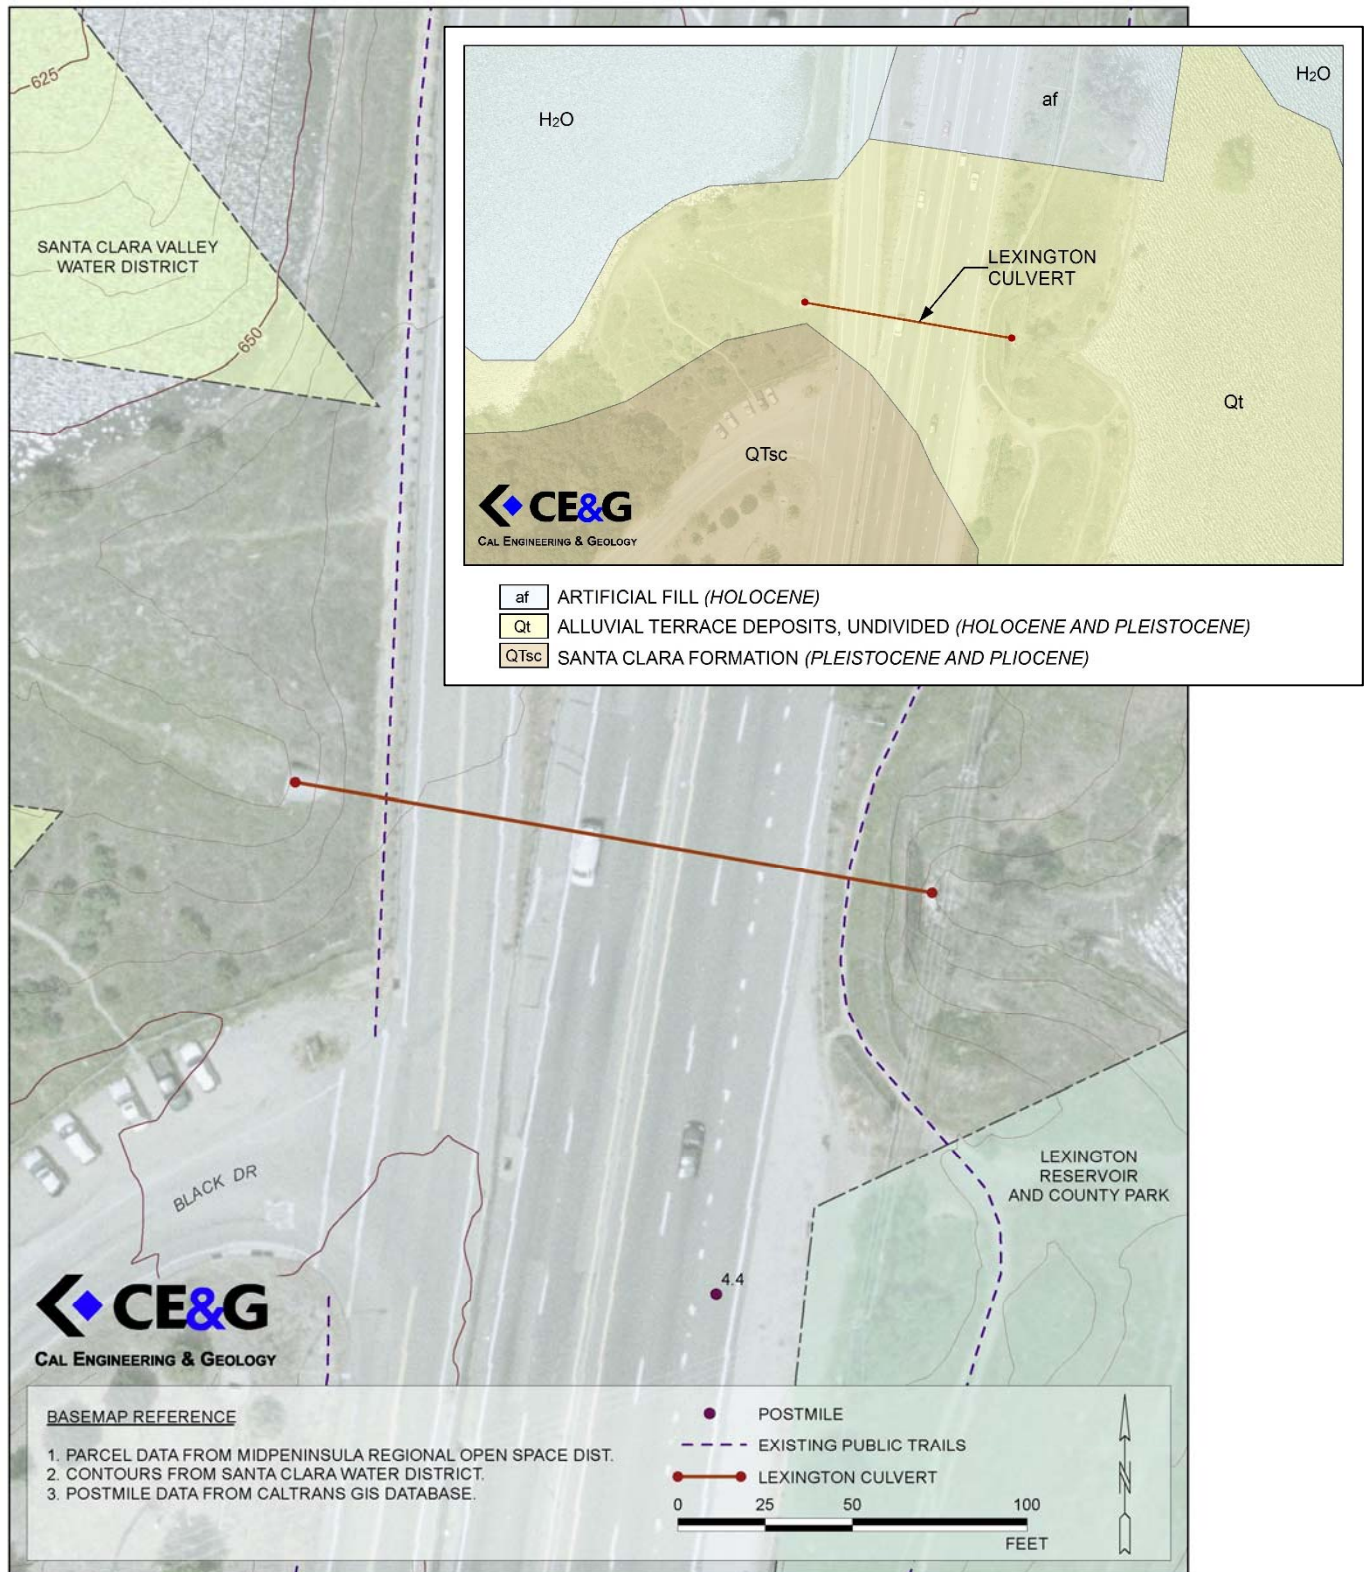 625
SANTA CLARA VALLEY
WATER DISTRICT
650
H₂O
af
H₂O
LEXINGTON
CULVERT
Qt
QTsc
CE&G
CAL ENGINEERING & GEOLOGY
af ARTIFICIAL FILL (HOLOCENE)
Qt ALLUVIAL TERRACE DEPOSITS, UNDIVIDED (HOLOCENE AND PLEISTOCENE)
QTsc SANTA CLARA FORMATION (PLEISTOCENE AND PLIOCENE)
BLACK DR
LEXINGTON
RESERVOIR
AND COUNTY PARK
4.4
CE&G
CAL ENGINEERING & GEOLOGY
BASEMAP REFERENCE
1. PARCEL DATA FROM MIDPENINSULA REGIONAL OPEN SPACE DIST.
2. CONTOURS FROM SANTA CLARA WATER DISTRICT.
3. POSTMILE DATA FROM CALTRANS GIS DATABASE.
POSTMILE
EXISTING PUBLIC TRAILS
LEXINGTON CULVERT
0 25 50 100
FEET
N